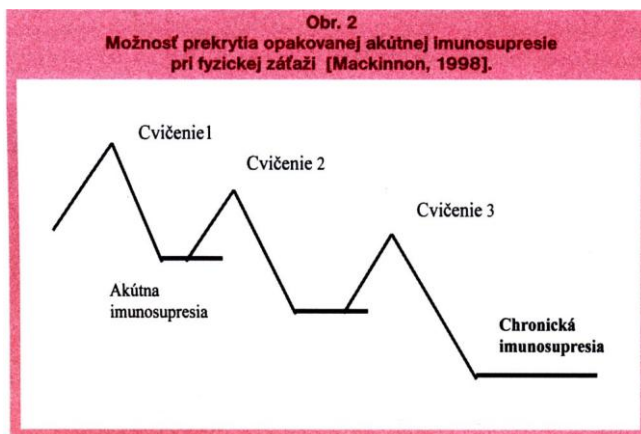 Obr. 2
Možnosť prekrytia opakovanej akútnej imunosupresie
pri fyzickej záťaži [Mackinnon, 1998].
Cvičenie1
Cvičenie 2
Cvičenie 3
Akútna
imunosupresia
Chronická
imunosupresia